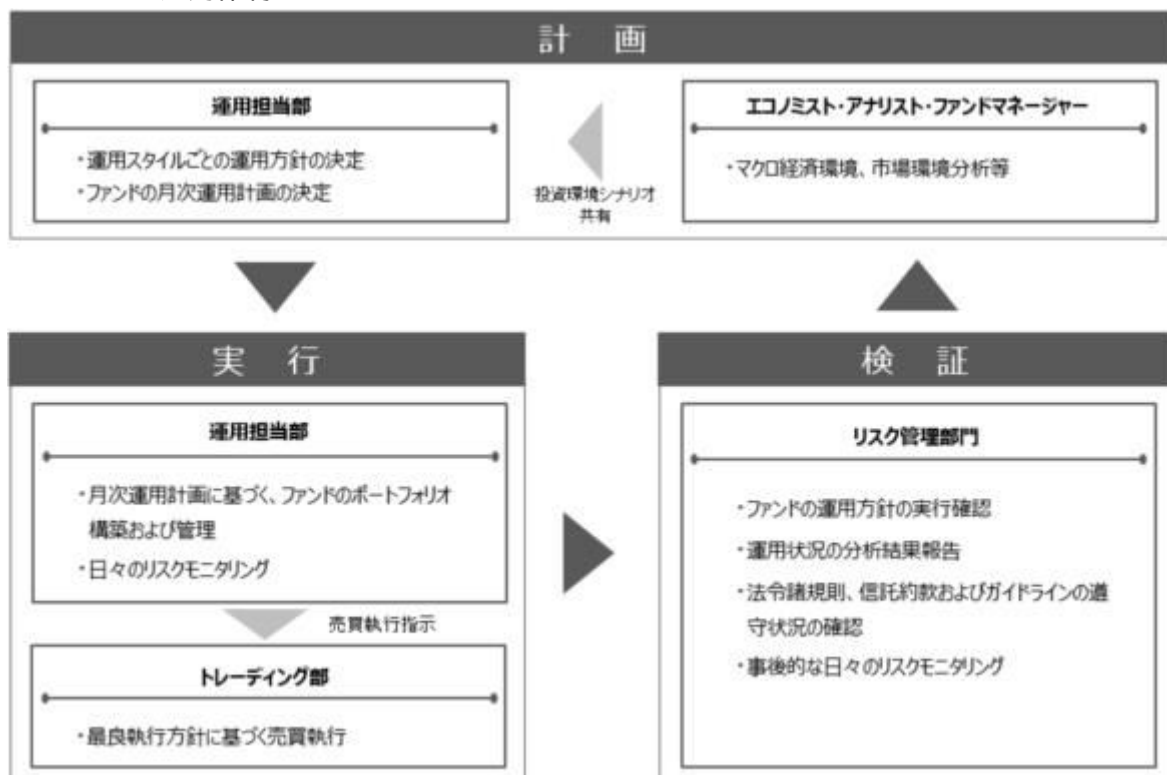 計 画
運用担当部
・運用スタイルごとの運用方針の決定
・ファンドの月次運用計画の決定
投資環境シナリオ
共有
エコノミスト・アナリスト・ファンドマネージャー
・マクロ経済環境、市場環境分析等
実 行
運用担当部
・月次運用計画に基づく、ファンドのポートフォリオ
構築および管理
・日々のリスクモニタリング
売買執行指示
トレーディング部
・最良執行方針に基づく売買執行
検 証
リスク管理部門
・ファンドの運用方針の実行確認
・運用状況の分析結果報告
・法令諸規則、信託約款およびガイドラインの遵
守状況の確認
・事後的な日々のリスクモニタリング